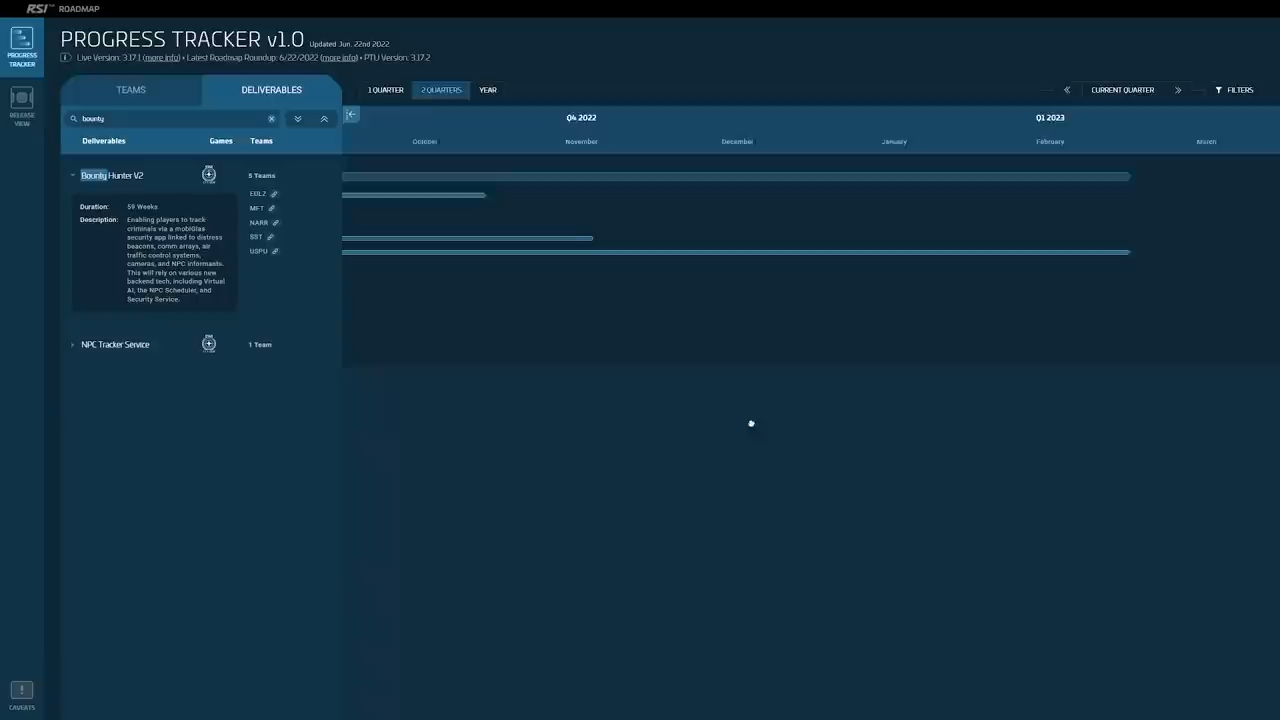 RSI ROADMAP
PROGRESS TRACKER
RELEASE VIEW
CAVEATS
PROGRESS TRACKER v1.0 Updated Jun. 22nd 2022
Live Version: 3.17.1 (more info) • Latest Roadmap Roundup: 6/22/2022 (more info) • PTU Version: 3.17.2
TEAMS DELIVERABLES
1 QUARTER 2 QUARTERS YEAR
CURRENT QUARTER
FILTERS
bounty
Q4 2022 Q1 2023
Deliverables Games Teams
October November December January February March
Bounty Hunter V2 5 Teams
Duration: 59 Weeks
Description: Enabling players to track
criminals via a mobiGlas
security app linked to distress
beacons, comm arrays, air
traffic control systems,
cameras, and NPC informants.
This will rely on various new
backend tech, including Virtual
AI, the NPC Scheduler, and
Security Service.
EULZ
MFT
NARR
SST
USPU
NPC Tracker Service 1 Team